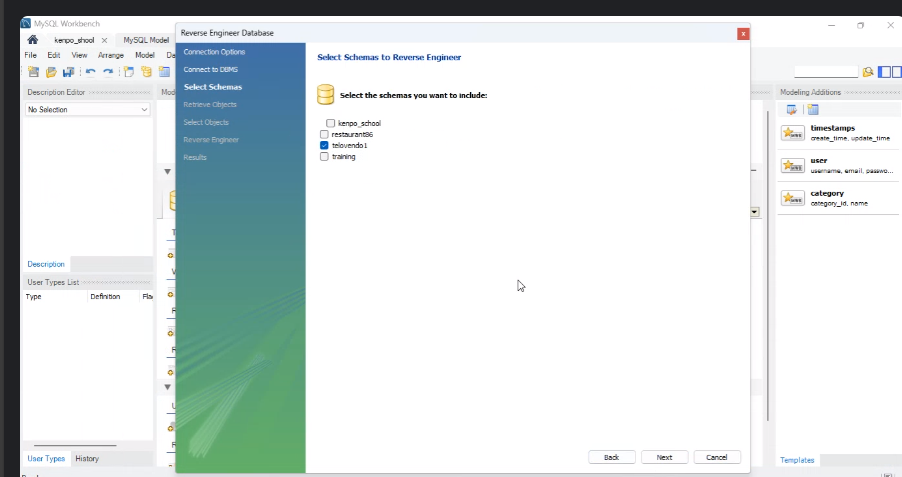 MySQL Workbench
kenpo_shool
MySQL Model
File Edit View Arrange Model Da
Description Editor
No Selection
Description
User Types List
Type Definition Fla
User Types History
Reverse Engineer Database
x
Connection Options
Connect to DBMS
Select Schemas
Retrieve Objects
Select Objects
Reverse Engineer
Results
Select Schemas to Reverse Engineer
Select the schemas you want to include:
kenpo_school
restaurant86
telovendo1
training
Back Next Cancel
Modeling Additions
timestamps
create_time, update_time
user
username, email, passwo...
category
category_id, name
Templates